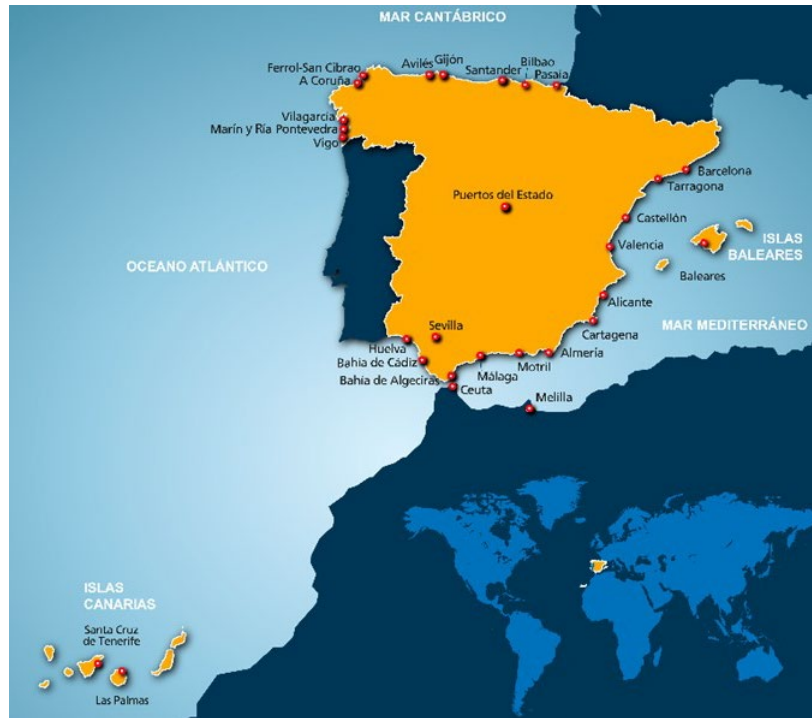 MAR CANTÁBRICO
Ferrol-San Cibrao
A Coruña
Avilés
Gijón
Santander
Bilbao
Pasaia
Vilagarcía
Marín y Ría Pontevedra
Vigo
Barcelona
Tarragona
Puertos del Estado
Castellón
ISLAS
BALEARES
Valencia
Baleares
OCEANO ATLÁNTICO
Alicante
MAR MEDITERRÁNEO
Cartagena
Sevilla
Huelva
Bahia de Cádiz
Bahía de Algeciras
Málaga
Motril
Almería
Ceuta
Melilla
ISLAS
CANARIAS
Santa Cruz
de Tenerife
Las Palmas